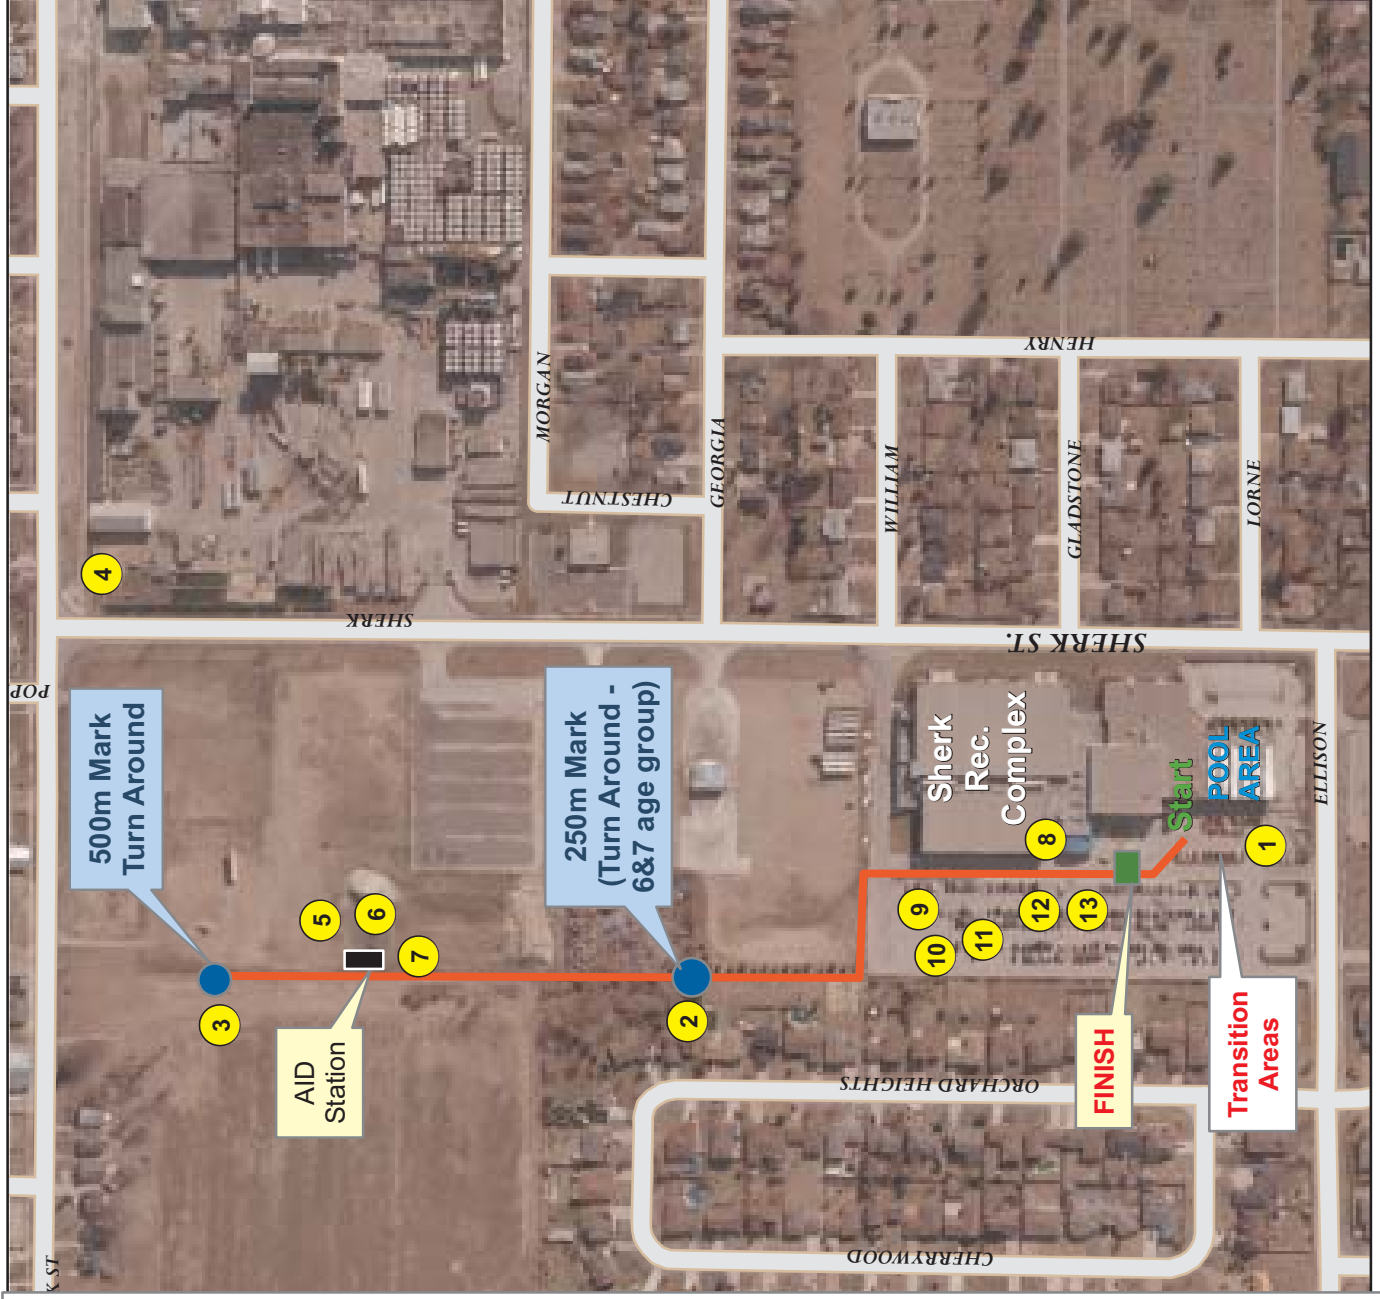 POP
K ST
4
SHERK
MORGAN
CHESTNUT
GEORGIA
HENRY
WILLIAM
GLADSTONE
LORNE
SHERK ST.
ELLISON
500m Mark
Turn Around
250m Mark
(Turn Around -
6&7 age group)
3
5
6
7
AID
Station
2
Sherk
Rec.
Complex
8
9
10
11
12
13
Start
POOL
AREA
1
FINISH
Transition
Areas
ORCHARD HEIGHTS
CHERRYWOOD